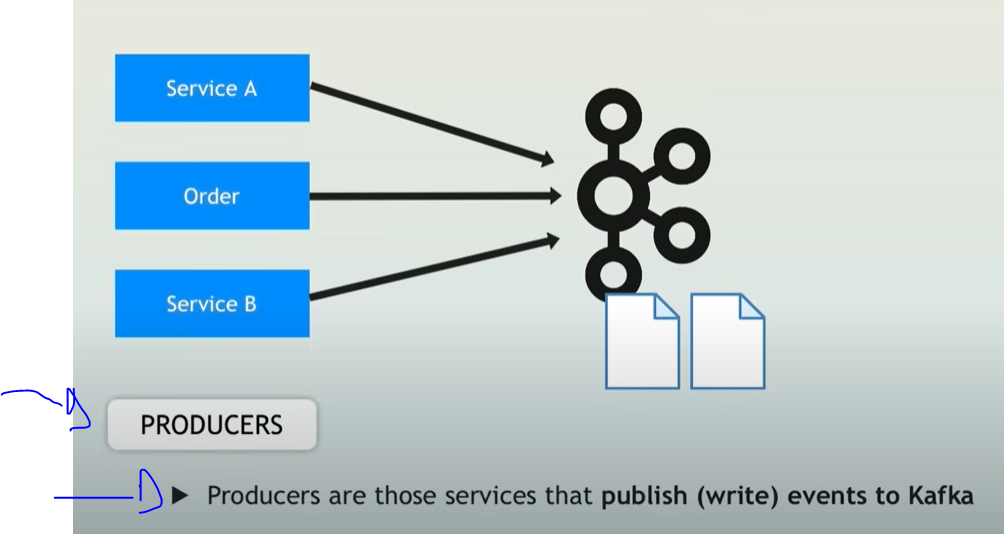 Service A
Order
Service B
PRODUCERS
Producers are those services that publish (write) events to Kafka